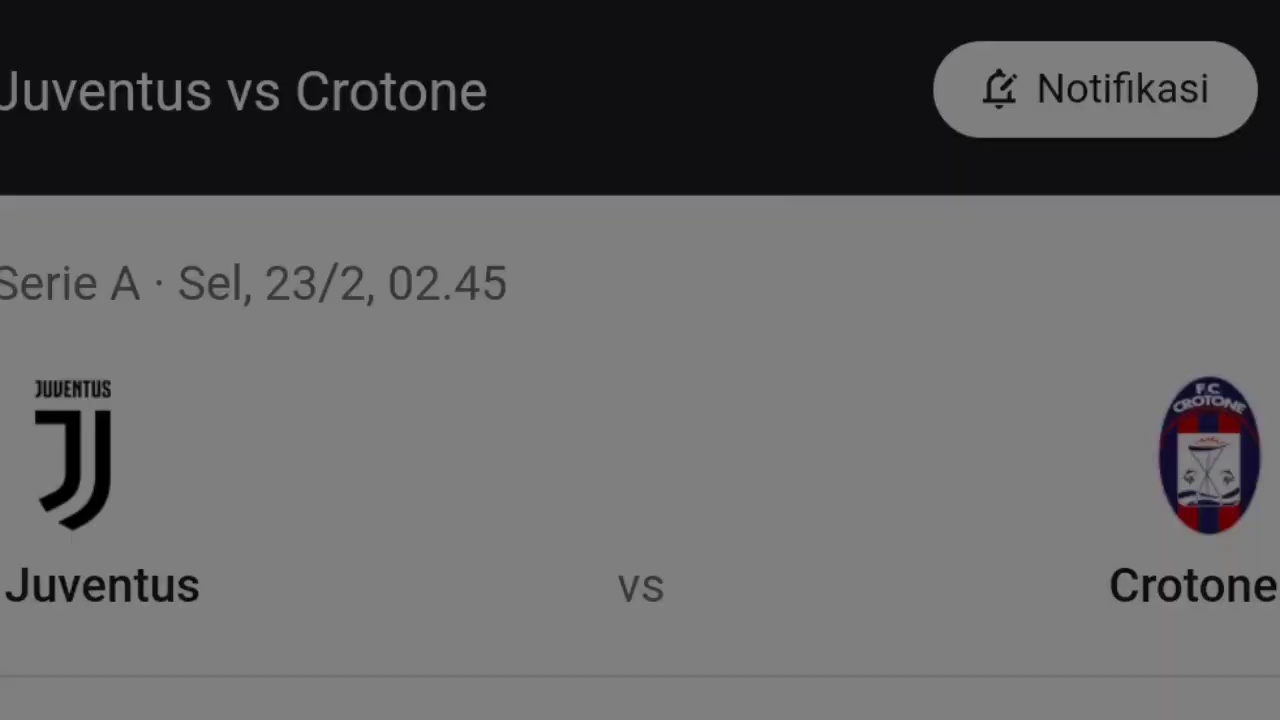 Juventus vs Crotone
Notifikasi
Serie A · Sel, 23/2, 02.45
JUVENTUS
F.C.
CROTONE
Juventus
vs
Crotone